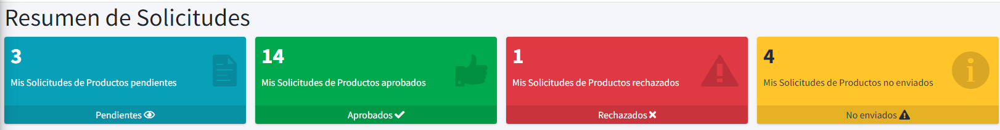 Resumen de Solicitudes
3
Mis Solicitudes de Productos pendientes
Pendientes
14
Mis Solicitudes de Productos aprobados
Aprobados
1
Mis Solicitudes de Productos rechazados
Rechazados
4
Mis Solicitudes de Productos no enviados
No enviados